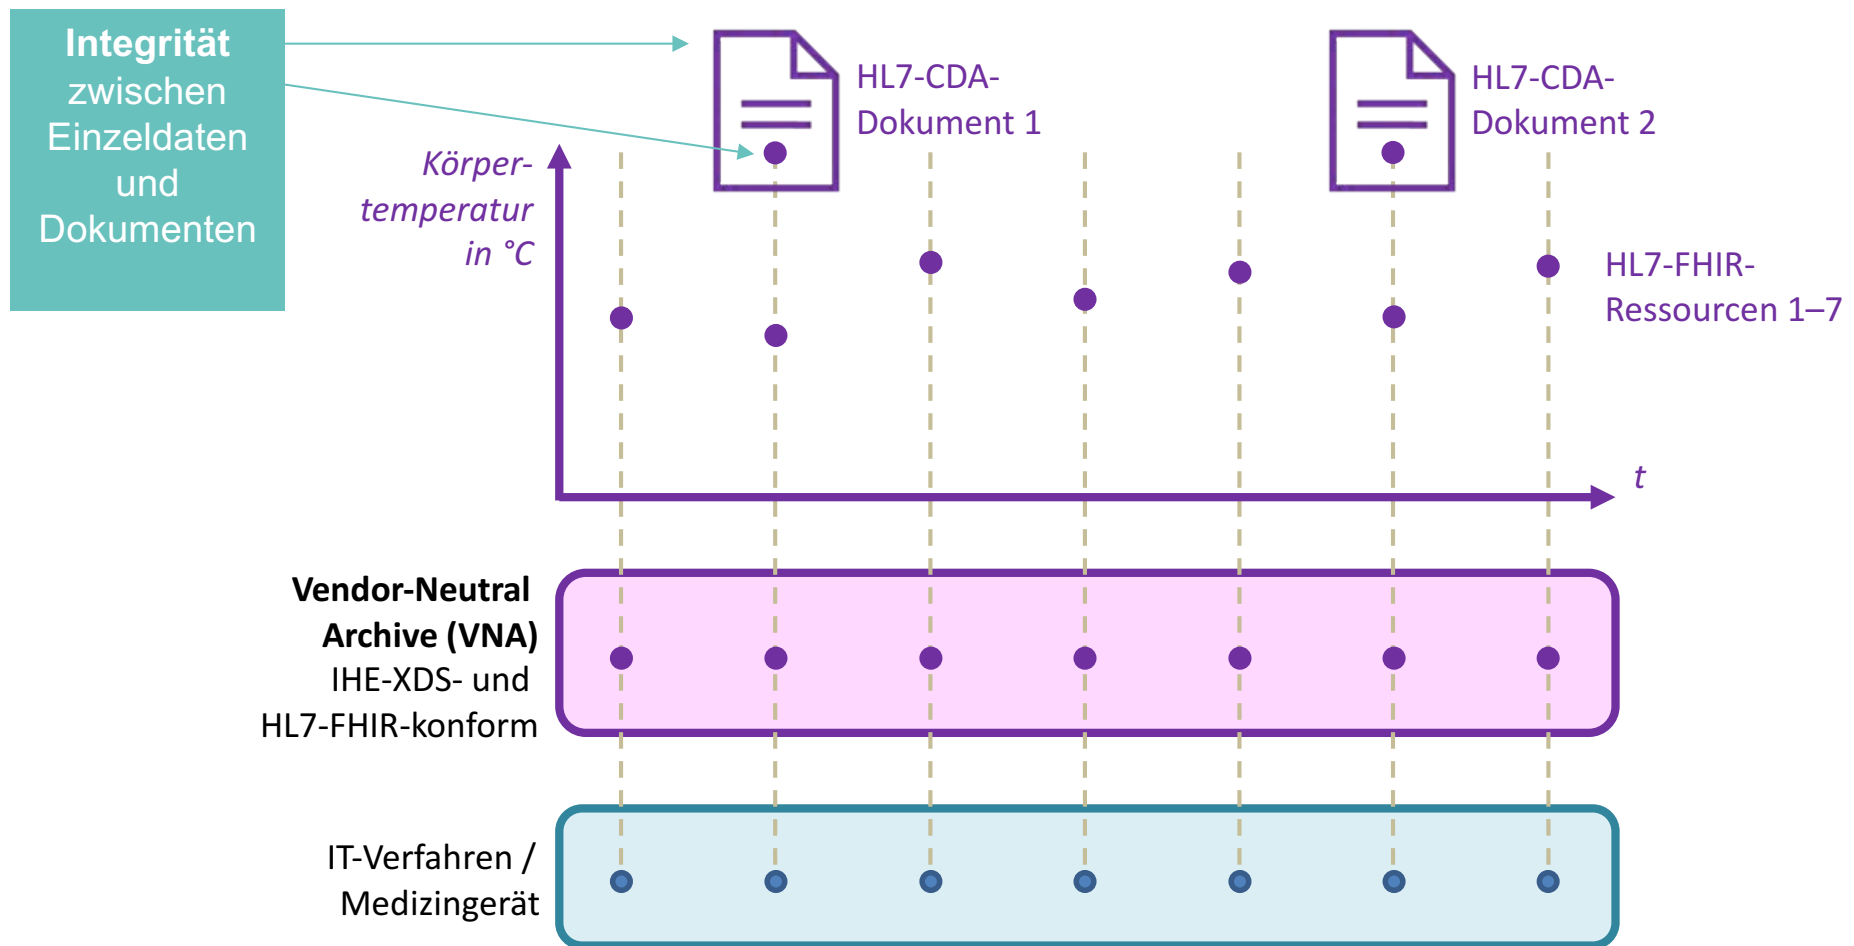 Integrität
zwischen
Einzeldaten
und
Dokumenten
HL7-CDA-
Dokument 1
HL7-CDA-
Dokument 2
Körper-
temperatur
in °C
HL7-FHIR-
Ressourcen 1–7
t
Vendor-Neutral
Archive (VNA)
IHE-XDS- und
HL7-FHIR-konform
IT-Verfahren /
Medizingerät